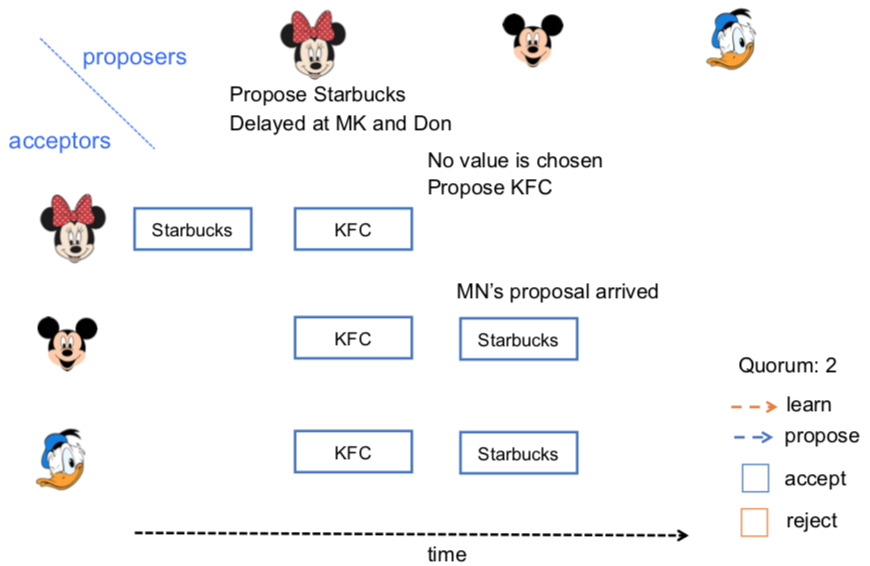 proposers
acceptors
Propose Starbucks
Delayed at MK and Don
No value is chosen
Propose KFC
Starbucks
KFC
MN's proposal arrived
KFC
Starbucks
KFC
Starbucks
Quorum: 2
learn
propose
accept
reject
time